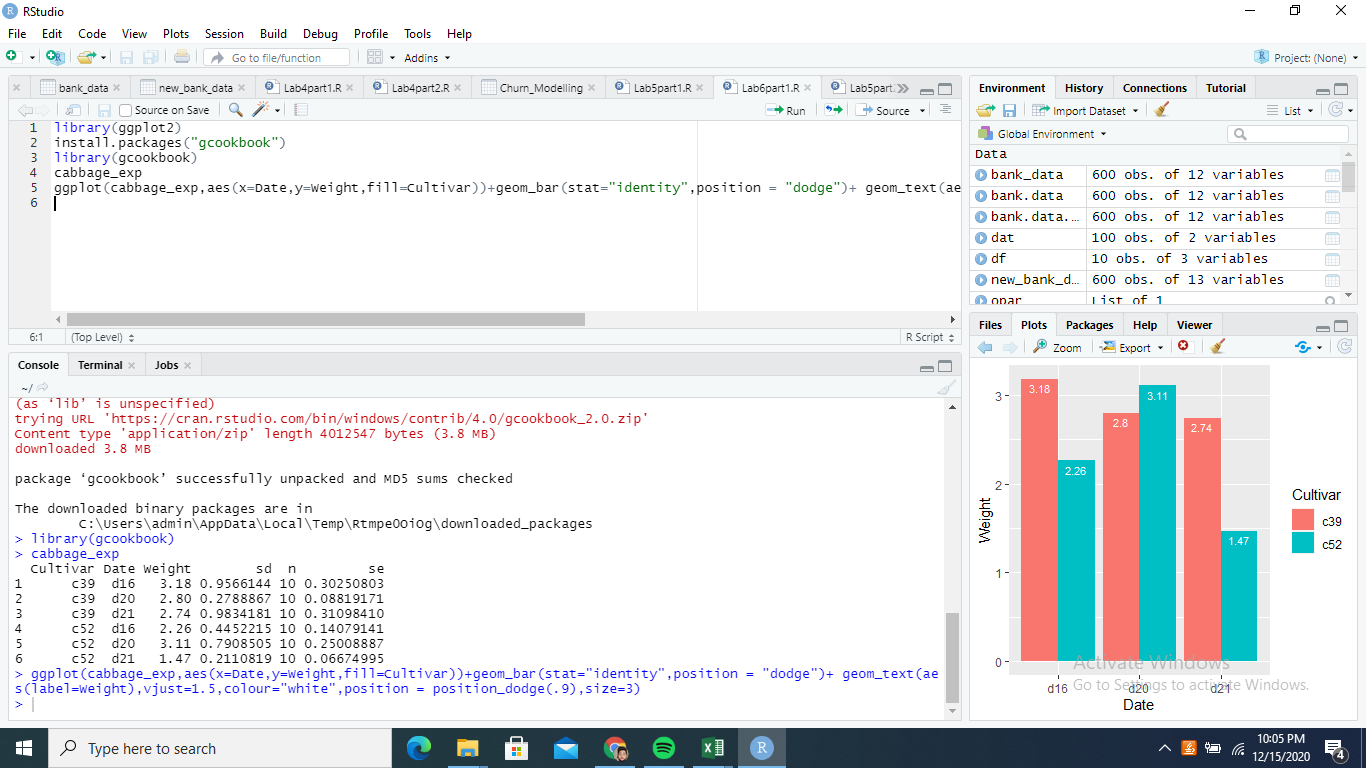 RStudio
File Edit Code View Plots Session Build Debug Profile Tools Help
Go to file/function Addins Project: (None)
bank_data new_bank_data Lab4part1.R Lab4part2.R Churn_Modelling Lab5part1.R Lab6part1.R Lab5part
Source on Save Run Source
1 library(ggplot2)
2 install.packages("gcookbook")
3 library(gcookbook)
4 cabbage_exp
5 ggplot(cabbage_exp,aes(x=Date,y=Weight,fill=Cultivar))+geom_bar(stat="identity",position = "dodge")+ geom_text(ae
6
6:1 (Top Level) R Script
Console Terminal Jobs
~/
(as ‘lib’ is unspecified)
trying URL 'https://cran.rstudio.com/bin/windows/contrib/4.0/gcookbook_2.0.zip'
Content type 'application/zip' length 4012547 bytes (3.8 MB)
downloaded 3.8 MB
package ‘gcookbook’ successfully unpacked and MD5 sums checked
The downloaded binary packages are in
C:\Users\admin\AppData\Local\Temp\RtmpeOOiOg\downloaded_packages
> library(gcookbook)
> cabbage_exp
Cultivar Date Weight sd n se
1 c39 d16 3.18 0.9566144 10 0.30250803
2 c39 d20 2.80 0.2788867 10 0.08819171
3 c39 d21 2.74 0.9834181 10 0.31098410
4 c52 d16 2.26 0.4452215 10 0.14079141
5 c52 d20 3.11 0.7908505 10 0.25008887
6 c52 d21 1.47 0.2110819 10 0.06674995
> ggplot(cabbage_exp,aes(x=Date,y=Weight,fill=Cultivar))+geom_bar(stat="identity",position = "dodge")+ geom_text(ae
s(label=Weight),vjust=1.5,colour="white",position = position_dodge(.9),size=3)
>
Environment History Connections Tutorial
Import Dataset List
Global Environment
Data
bank_data 600 obs. of 12 variables
bank.data 600 obs. of 12 variables
bank.data.… 600 obs. of 12 variables
dat 100 obs. of 2 variables
df 10 obs. of 3 variables
new_bank_d… 600 obs. of 13 variables
opar List of 1
Files Plots Packages Help Viewer
Zoom Export
3.18
2.26
2.8
3.11
2.74
1.47
3
2
1
0
Weight
d16 d20 d21
Date
Cultivar
c39
c52
Activate Windows
Go to Settings to activate Windows.
Type here to search
10:05 PM
12/15/2020
4